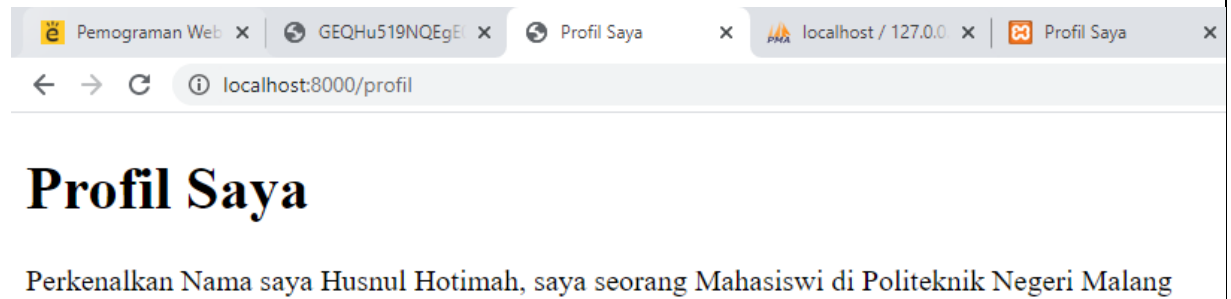 Pemograman Web
GEQHu519NQEgE
Profil Saya
localhost / 127.0.0
Profil Saya
localhost:8000/profil
Profil Saya
Perkenalkan Nama saya Husnul Hotimah, saya seorang Mahasiswi di Politeknik Negeri Malang